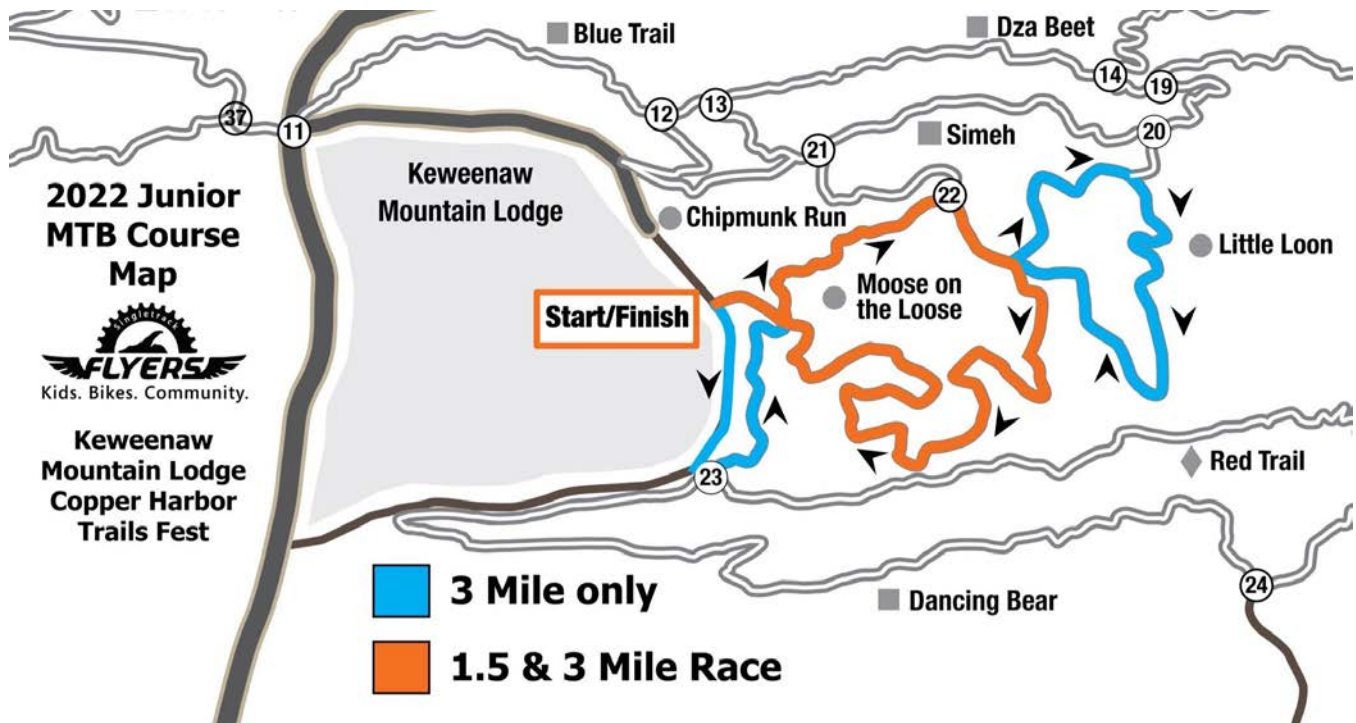 Blue Trail
Dza Beet
37
11
12
13
14
19
21
20
Simeh
Keweenaw
Mountain Lodge
2022 Junior
MTB Course
Map
singletrack
FLYERS
Kids. Bikes. Community.
Keweenaw
Mountain Lodge
Copper Harbor
Trails Fest
Chipmunk Run
22
Little Loon
Moose on
the Loose
Start/Finish
23
Red Trail
24
Dancing Bear
3 Mile only
1.5 & 3 Mile Race